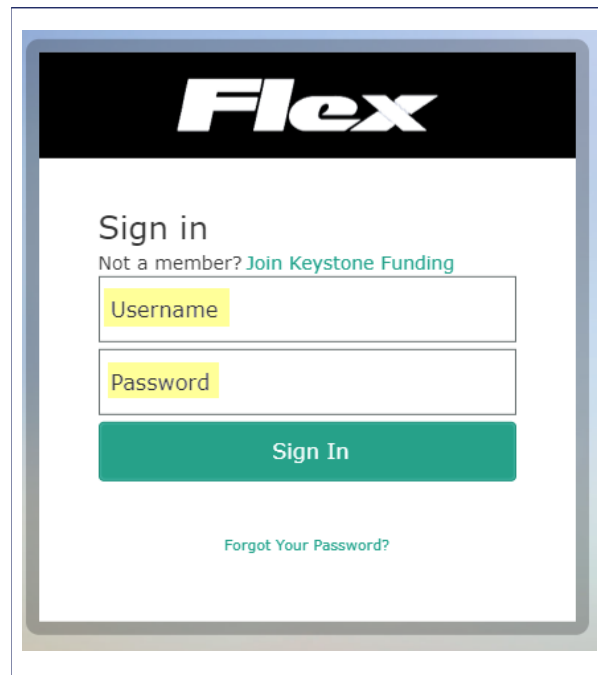 Flex
Sign in
Not a member? Join Keystone Funding
Username
Password
Sign In
Forgot Your Password?